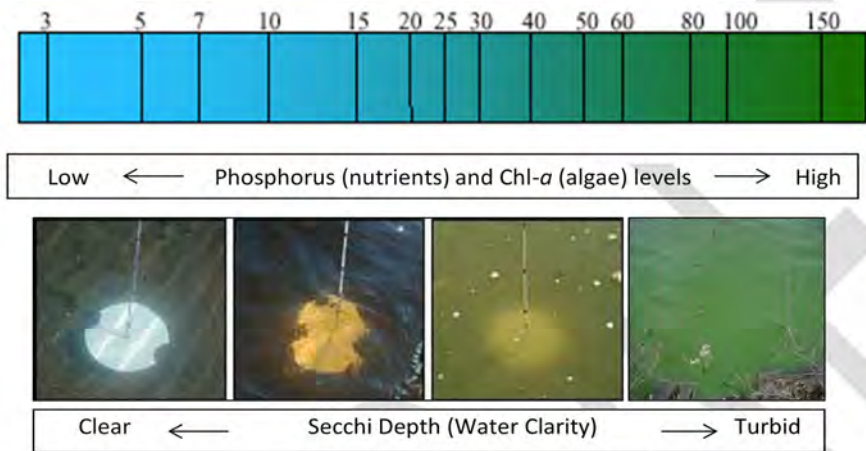 3 5 7 10 15 20 25 30 40 50 60 80 100 150
Low ← Phosphorus (nutrients) and Chl-a (algae) levels → High
Clear ← Secchi Depth (Water Clarity) → Turbid